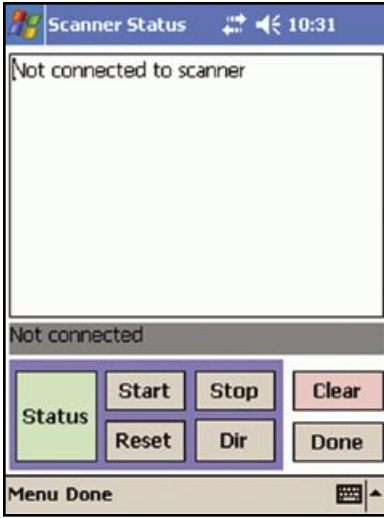 Scanner Status 10:31
Not connected to scanner
Not connected
Status
Start Stop Clear
Reset Dir Done
Menu Done